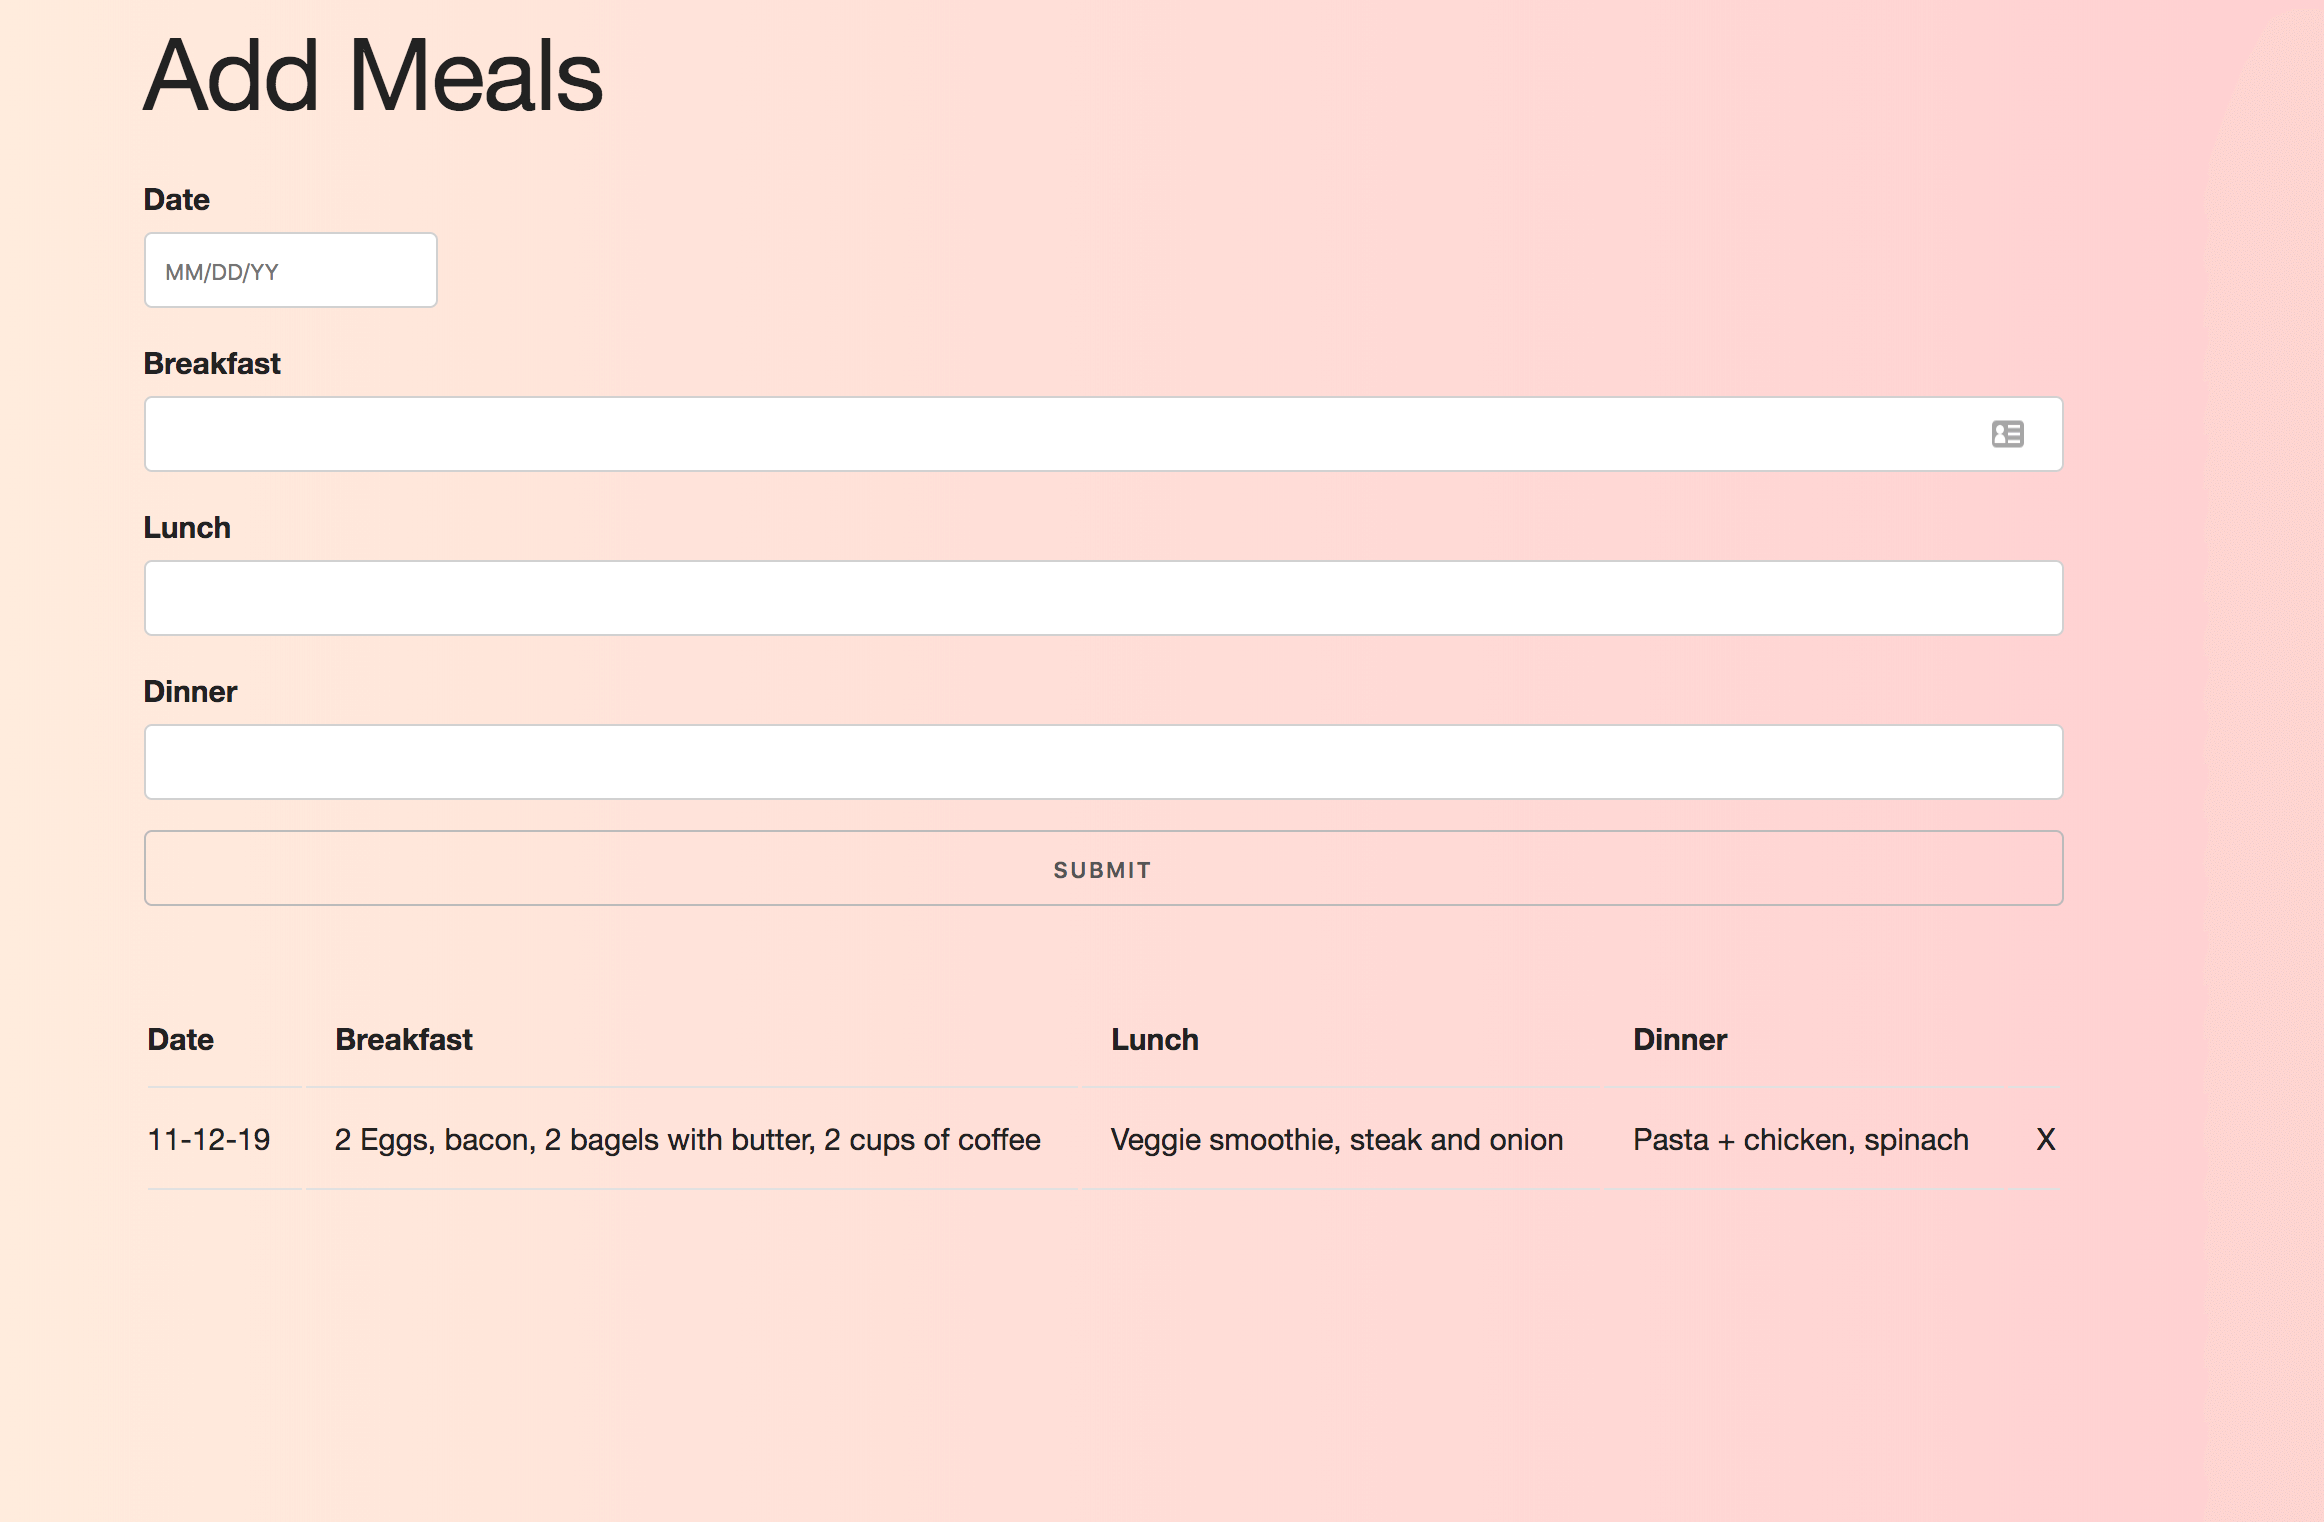 Add Meals
Date
MM/DD/YY
Breakfast
Lunch
Dinner
SUBMIT
Date Breakfast Lunch Dinner
11-12-19 2 Eggs, bacon, 2 bagels with butter, 2 cups of coffee Veggie smoothie, steak and onion Pasta + chicken, spinach X